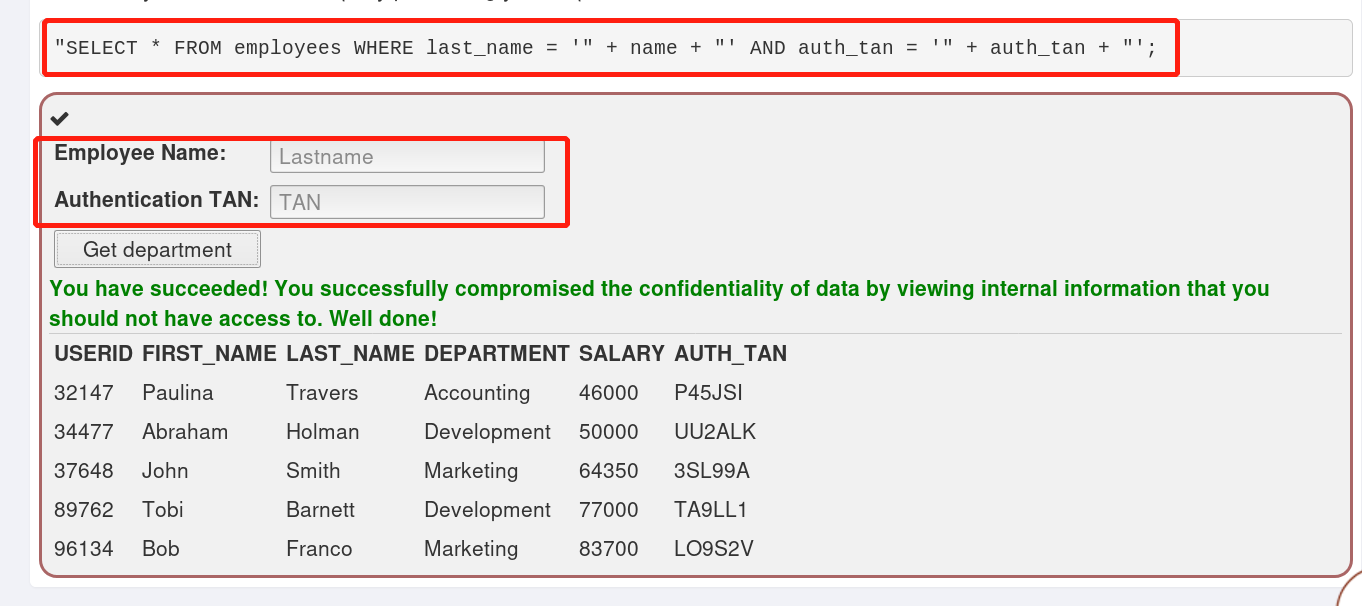 "SELECT * FROM employees WHERE last_name = '" + name + "' AND auth_tan = '" + auth_tan + "';
Employee Name: Lastname
Authentication TAN: TAN
Get department
You have succeeded! You successfully compromised the confidentiality of data by viewing internal information that you
should not have access to. Well done!
USERID FIRST_NAME LAST_NAME DEPARTMENT SALARY AUTH_TAN
32147 Paulina Travers Accounting 46000 P45JSI
34477 Abraham Holman Development 50000 UU2ALK
37648 John Smith Marketing 64350 3SL99A
89762 Tobi Barnett Development 77000 TA9LL1
96134 Bob Franco Marketing 83700 LO9S2V